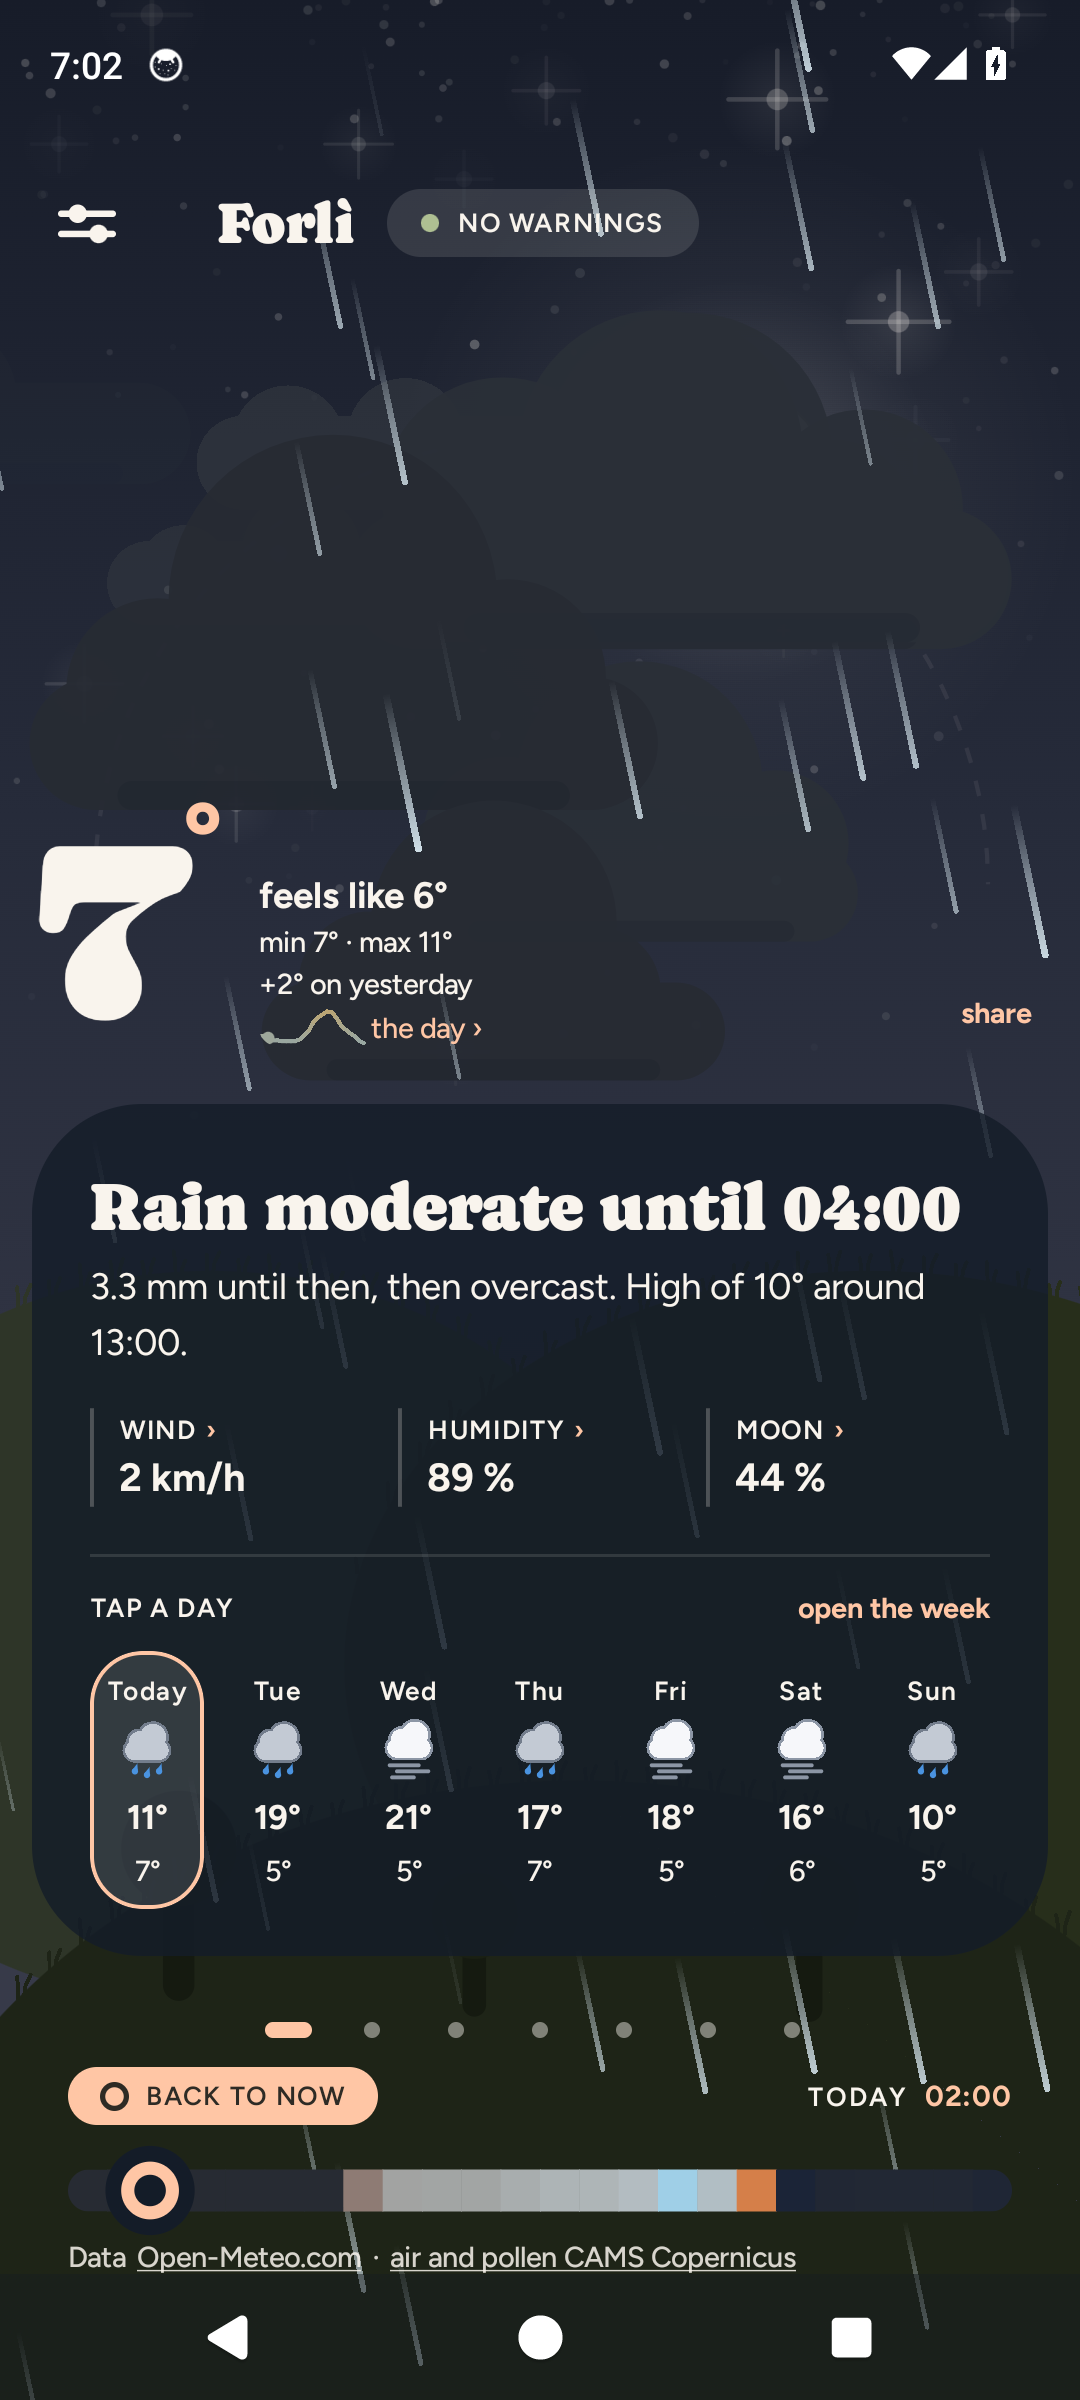 7:02
Forlì
NO WARNINGS
7°
feels like 6°
min 7° · max 11°
+2° on yesterday
the day ›
share
Rain moderate until 04:00
3.3 mm until then, then overcast. High of 10° around
13:00.
WIND › HUMIDITY › MOON ›
2 km/h 89 % 44 %
TAP A DAY open the week
Today Tue Wed Thu Fri Sat Sun
11° 19° 21° 17° 18° 16° 10°
7° 5° 5° 7° 5° 6° 5°
BACK TO NOW TODAY 02:00
Data Open-Meteo.com · air and pollen CAMS Copernicus